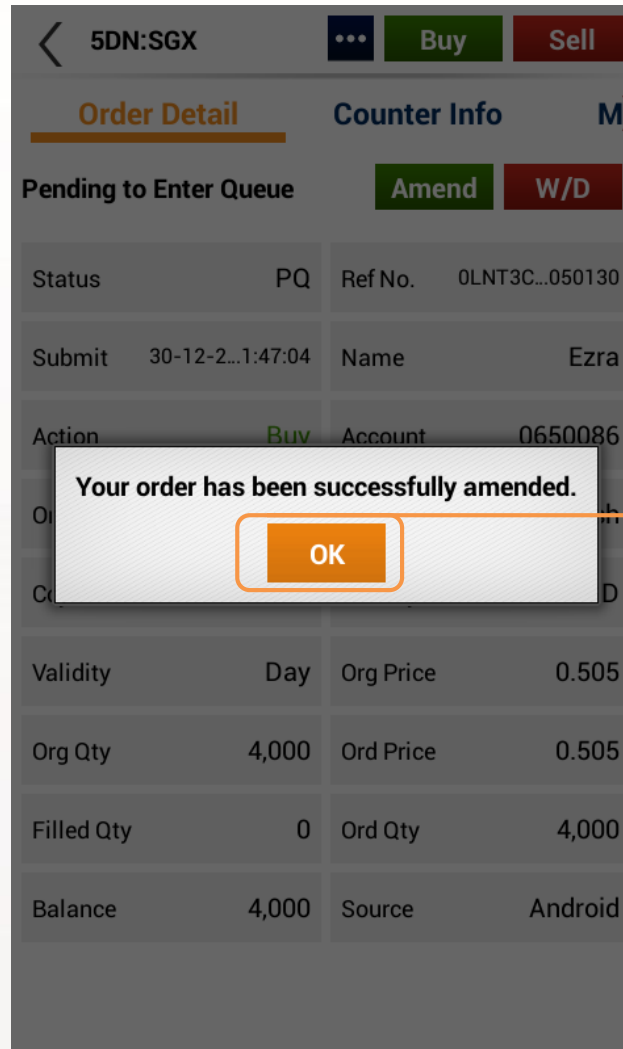 5DN:SGX ••• Buy Sell
Order Detail Counter Info M
Pending to Enter Queue Amend W/D
Status PQ Ref No. 0LNT3C...050130
Submit 30-12-2...1:47:04 Name Ezra
Action Buy Account 0650086
Your order has been successfully amended.
OK
Validity Day Org Price 0.505
Org Qty 4,000 Ord Price 0.505
Filled Qty 0 Ord Qty 4,000
Balance 4,000 Source Android